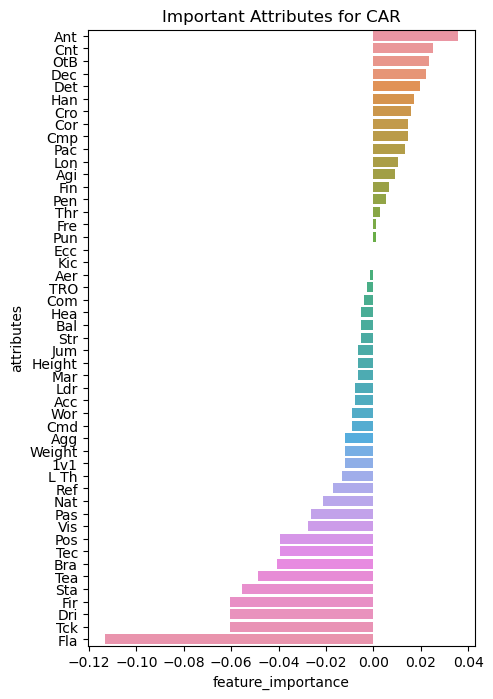 Important Attributes for CAR
Ant
Cnt
OtB
Dec
Det
Han
Cro
Cor
Cmp
Pac
Lon
Agi
Fin
Pen
Thr
Fre
Pun
Ecc
Kic
Aer
TRO
Com
Hea
Bal
Str
Jum
Height
Mar
Ldr
Acc
Wor
Cmd
Agg
Weight
1v1
L Th
Ref
Nat
Pas
Vis
Pos
Tec
Bra
Tea
Sta
Fir
Dri
Tck
Fla
attributes
−0.12 −0.10 −0.08 −0.06 −0.04 −0.02 0.00 0.02 0.04
feature_importance